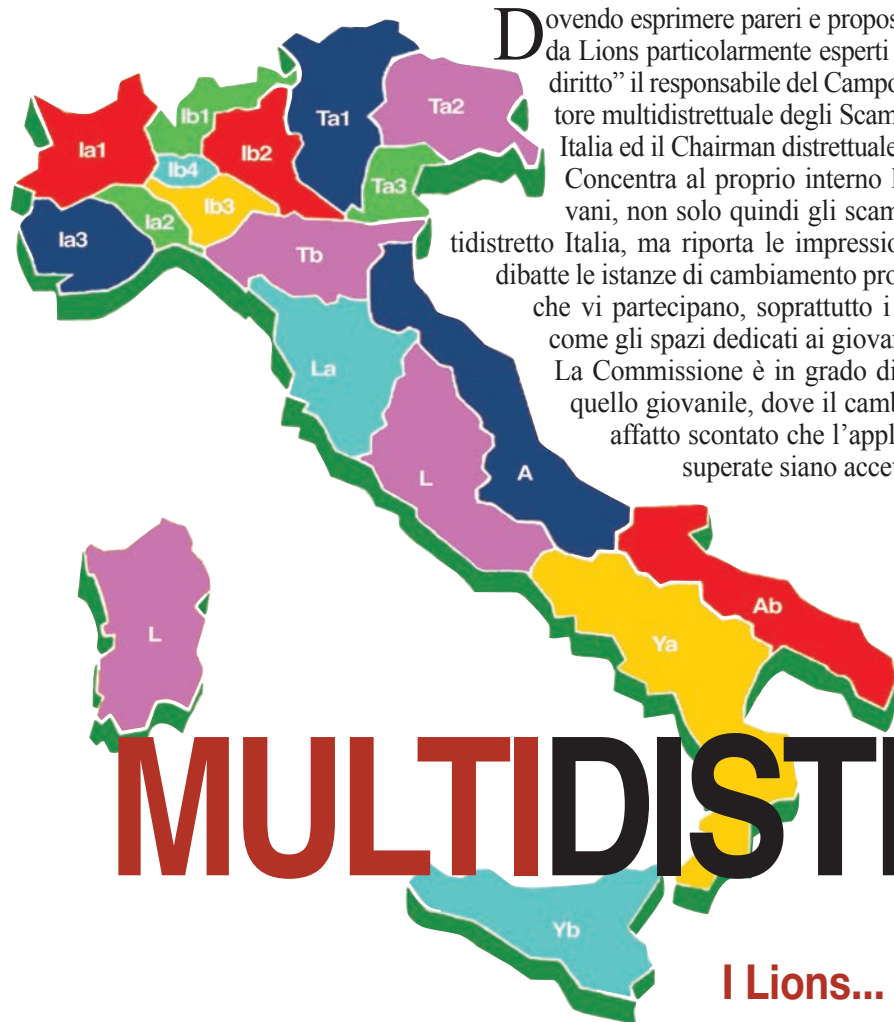 Dovendo esprimere pareri e propos
da Lions particolarmente esperti
diritto” il responsabile del Campo
tore multidistrettuale degli Scam
Italia ed il Chairman distrettuale
Concentra al proprio interno
vani, non solo quindi gli scam
tidistretto Italia, ma riporta le impressio
dibatte le istanze di cambiamento pro
che vi partecipano, soprattutto i
come gli spazi dedicati ai giovan
La Commissione è in grado di
quello giovanile, dove il camb
affatto scontato che l’appl
superate siano accet
Ia1
Ib1
Ib2
Ib4
Ta1
Ta2
Ta3
Ia3
Ia2
Ib3
Tb
La
L
A
L
Ab
Ya
MULTIDISTR
Yb
I Lions...